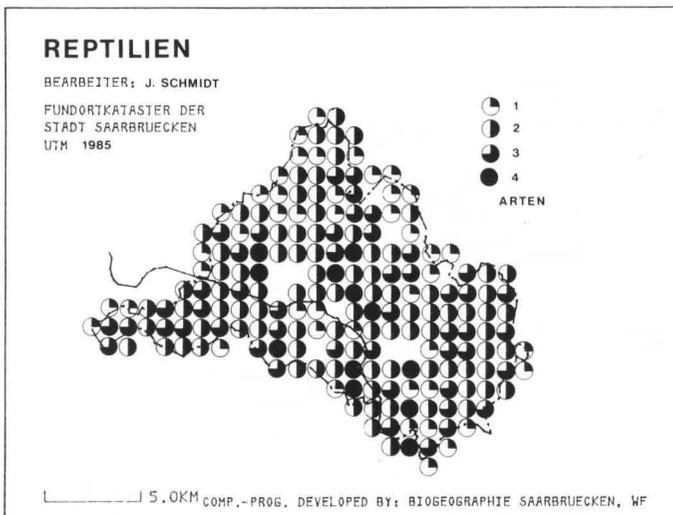 REPTILIEN
BEARBEITER: J. SCHMIDT
FUNDORTKATASTER DER
STADT SAARBRUECKEN
UTM 1985
1
2
3
4
ARTEN
5.0KM COMP.-PROG. DEVELOPED BY: BIOGEOGRAPHIE SAARBRUECKEN, WF